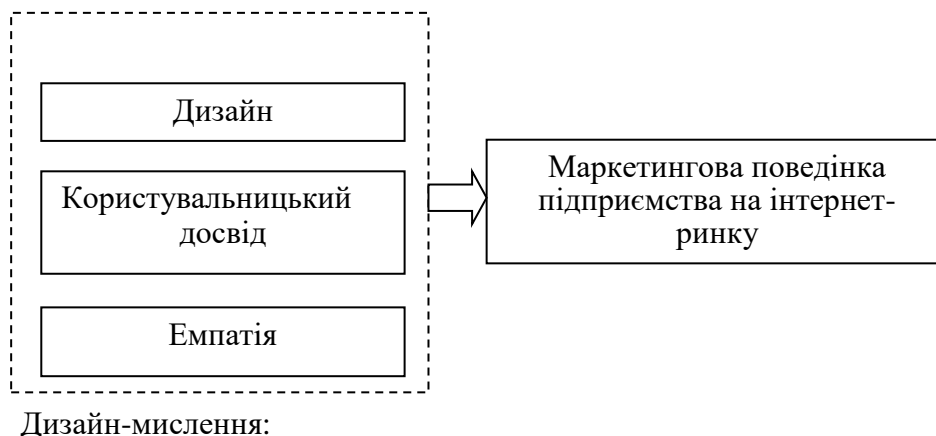 Дизайн
Користувальницький
досвід
Емпатія
Маркетингова поведінка
підприємства на інтернет-
ринку
Дизайн-мислення: